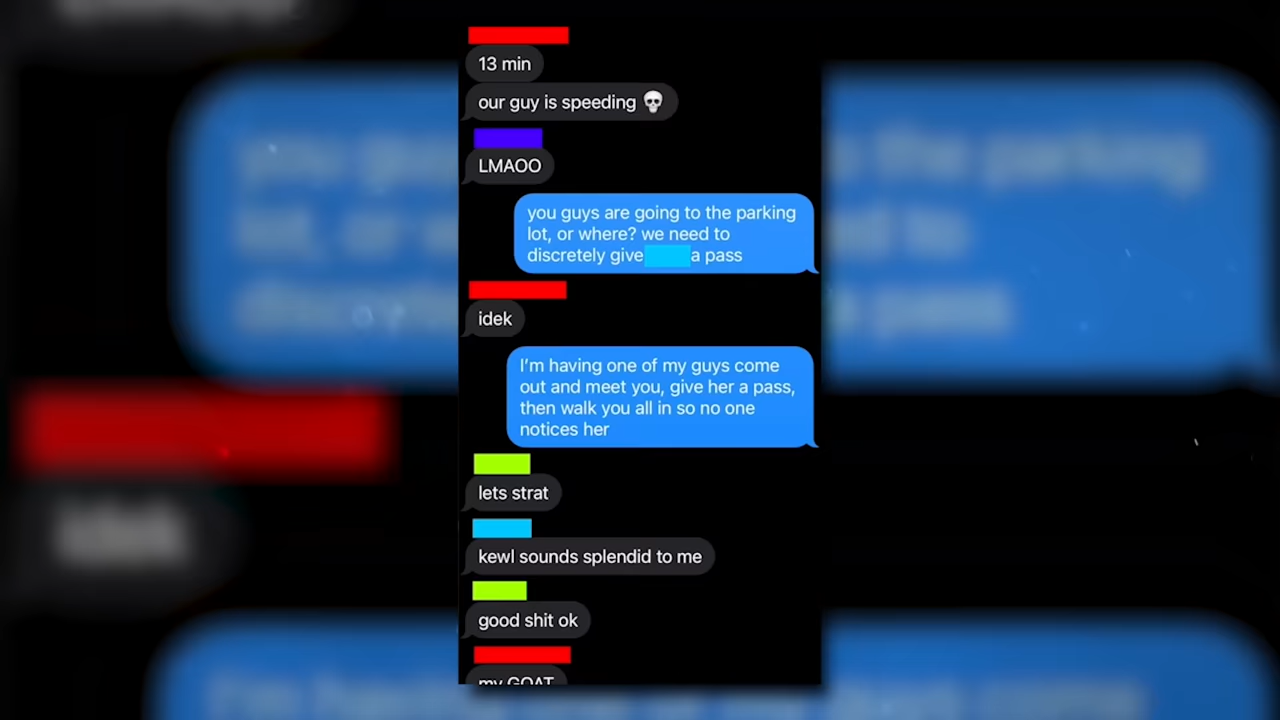 13 min
our guy is speeding 💀
LMAOO
you guys are going to the parking
lot, or where? we need to
discretely give a pass
idek
I'm having one of my guys come
out and meet you, give her a pass,
then walk you all in so no one
notices her
lets strat
kewl sounds splendid to me
good shit ok
my GOAT